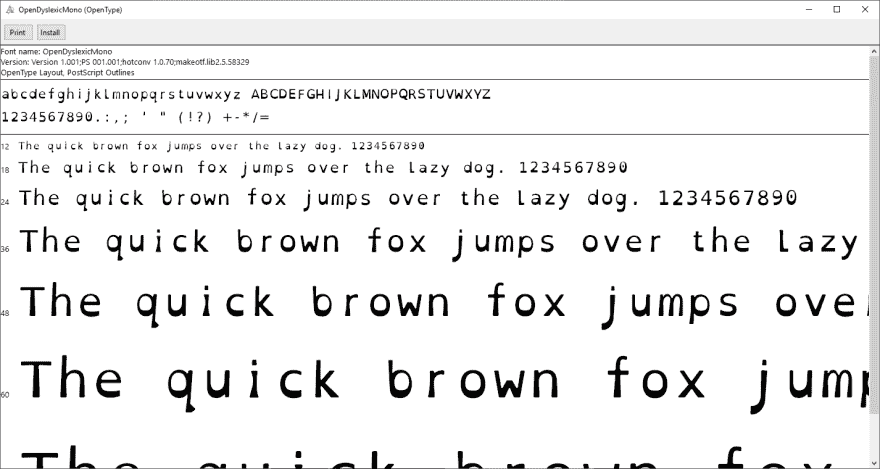 OpenDyslexicMono (OpenType)
Print Install
Font name: OpenDyslexicMono
Version: Version 1.001;PS 001.001;hotconv 1.0.70;makeotf.lib2.5.58329
OpenType Layout, PostScript Outlines
abcdefghijklmnopqrstuvwxyz ABCDEFGHIJKLMNOPQRSTUVWXYZ
1234567890.:,; ' " (!?) +-*/=
12 The quick brown fox jumps over the lazy dog. 1234567890
18 The quick brown fox jumps over the lazy dog. 1234567890
24 The quick brown fox jumps over the lazy dog. 1234567890
36 The quick brown fox jumps over the lazy
48 The quick brown fox jumps over
60 The quick brown fox jump
The quick brown fox